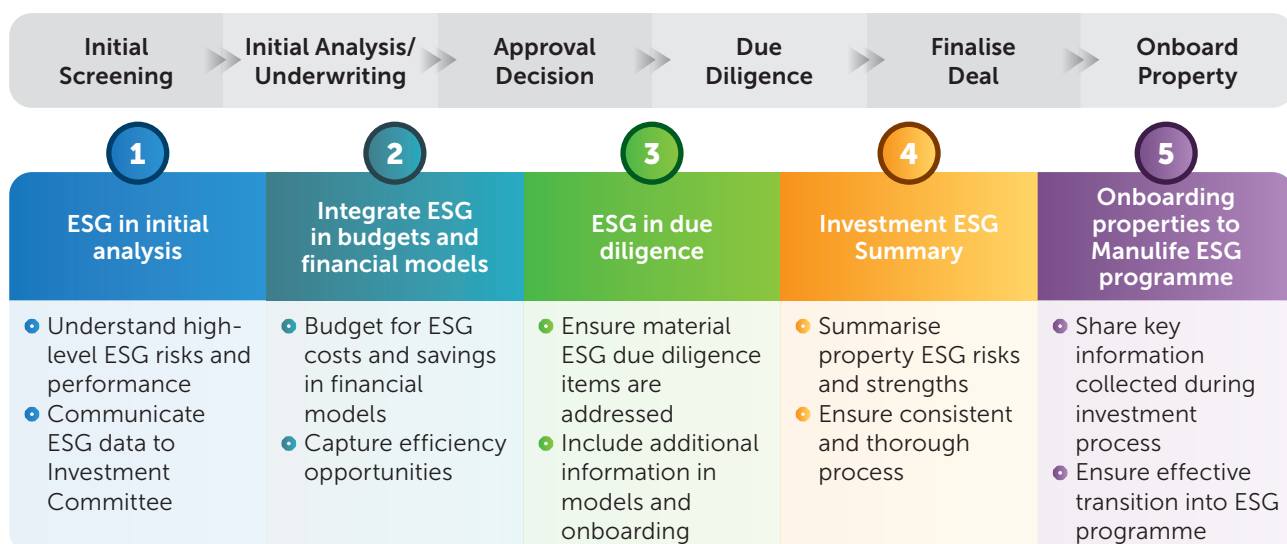 Initial
Screening
Initial Analysis/
Underwriting
Approval
Decision
Due
Diligence
Finalise
Deal
Onboard
Property
1
ESG in initial
analysis
Understand high-
level ESG risks and
performance
Communicate
ESG data to
Investment
Committee
2
Integrate ESG
in budgets and
financial models
Budget for ESG
costs and savings
in financial
models
Capture efficiency
opportunities
3
ESG in due
diligence
Ensure material
ESG due diligence
items are
addressed
Include additional
information in
models and
onboarding
4
Investment ESG
Summary
Summarise
property ESG risks
and strengths
Ensure consistent
and thorough
process
5
Onboarding
properties to
Manulife ESG
programme
Share key
information
collected during
investment
process
Ensure effective
transition into ESG
programme